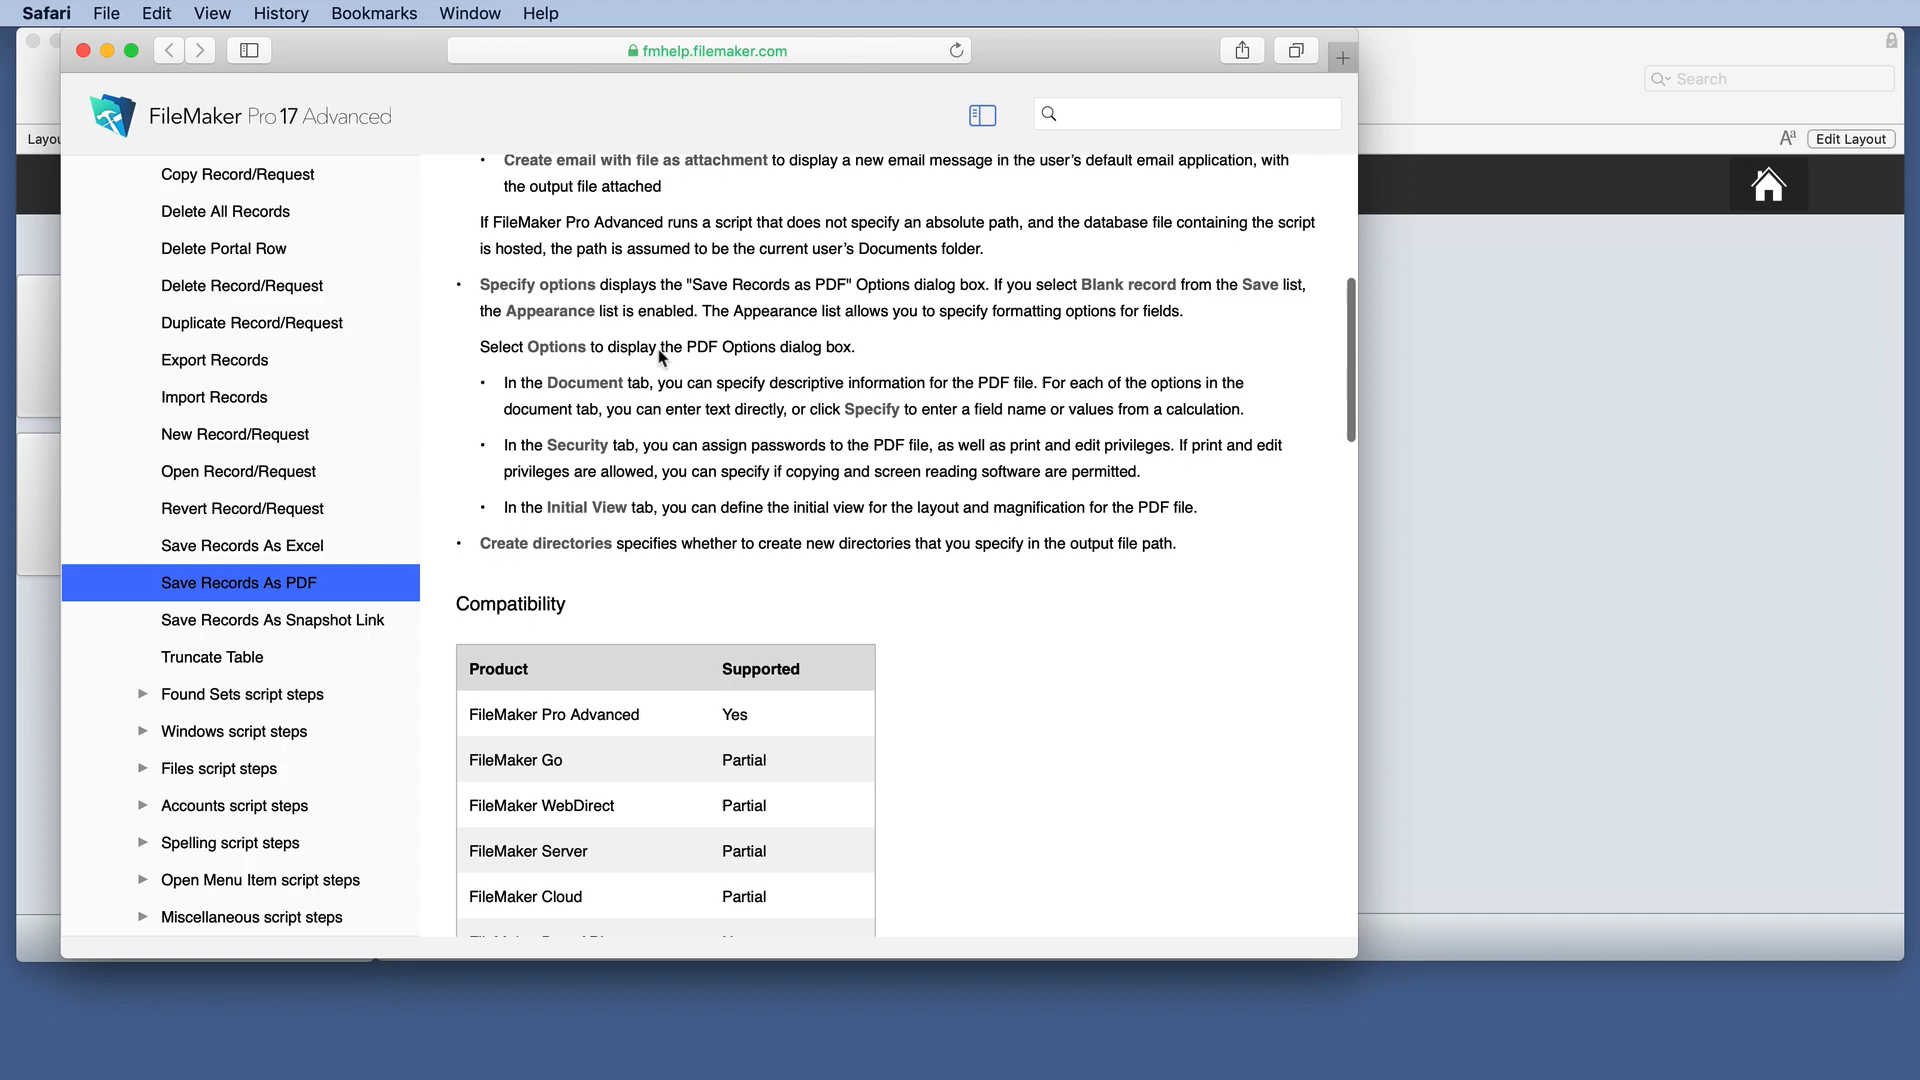 Safari File Edit View History Bookmarks Window Help
fmhelp.filemaker.com
Search
FileMaker Pro 17 Advanced
Layou
Aa Edit Layout
Copy Record/Request
Delete All Records
Delete Portal Row
Delete Record/Request
Duplicate Record/Request
Export Records
Import Records
New Record/Request
Open Record/Request
Revert Record/Request
Save Records As Excel
Save Records As PDF
Save Records As Snapshot Link
Truncate Table
Found Sets script steps
Windows script steps
Files script steps
Accounts script steps
Spelling script steps
Open Menu Item script steps
Miscellaneous script steps
• Create email with file as attachment to display a new email message in the user's default email application, with
the output file attached
If FileMaker Pro Advanced runs a script that does not specify an absolute path, and the database file containing the script
is hosted, the path is assumed to be the current user's Documents folder.
• Specify options displays the "Save Records as PDF" Options dialog box. If you select Blank record from the Save list,
the Appearance list is enabled. The Appearance list allows you to specify formatting options for fields.
Select Options to display the PDF Options dialog box.
• In the Document tab, you can specify descriptive information for the PDF file. For each of the options in the
document tab, you can enter text directly, or click Specify to enter a field name or values from a calculation.
• In the Security tab, you can assign passwords to the PDF file, as well as print and edit privileges. If print and edit
privileges are allowed, you can specify if copying and screen reading software are permitted.
• In the Initial View tab, you can define the initial view for the layout and magnification for the PDF file.
• Create directories specifies whether to create new directories that you specify in the output file path.
Compatibility
Product Supported
FileMaker Pro Advanced Yes
FileMaker Go Partial
FileMaker WebDirect Partial
FileMaker Server Partial
FileMaker Cloud Partial